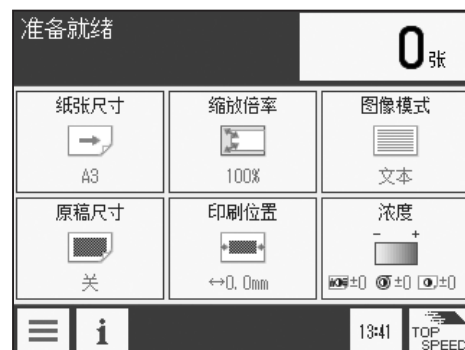 准备就绪
0张
纸张尺寸 缩放倍率 图像模式
A3 100% 文本
原稿尺寸 印刷位置 浓度
- +
关 ↔0.0mm ±0 ±0 ±0
i 13:41 TOP
SPEED